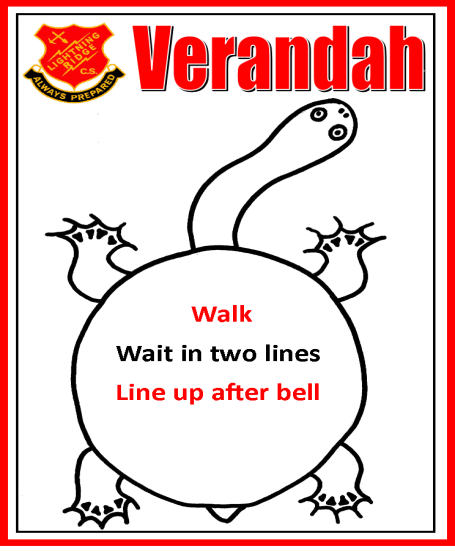 LIGHTNING
RIDGE
C.S.
ALWAYS PREPARED
Verandah
Walk
Wait in two lines
Line up after bell